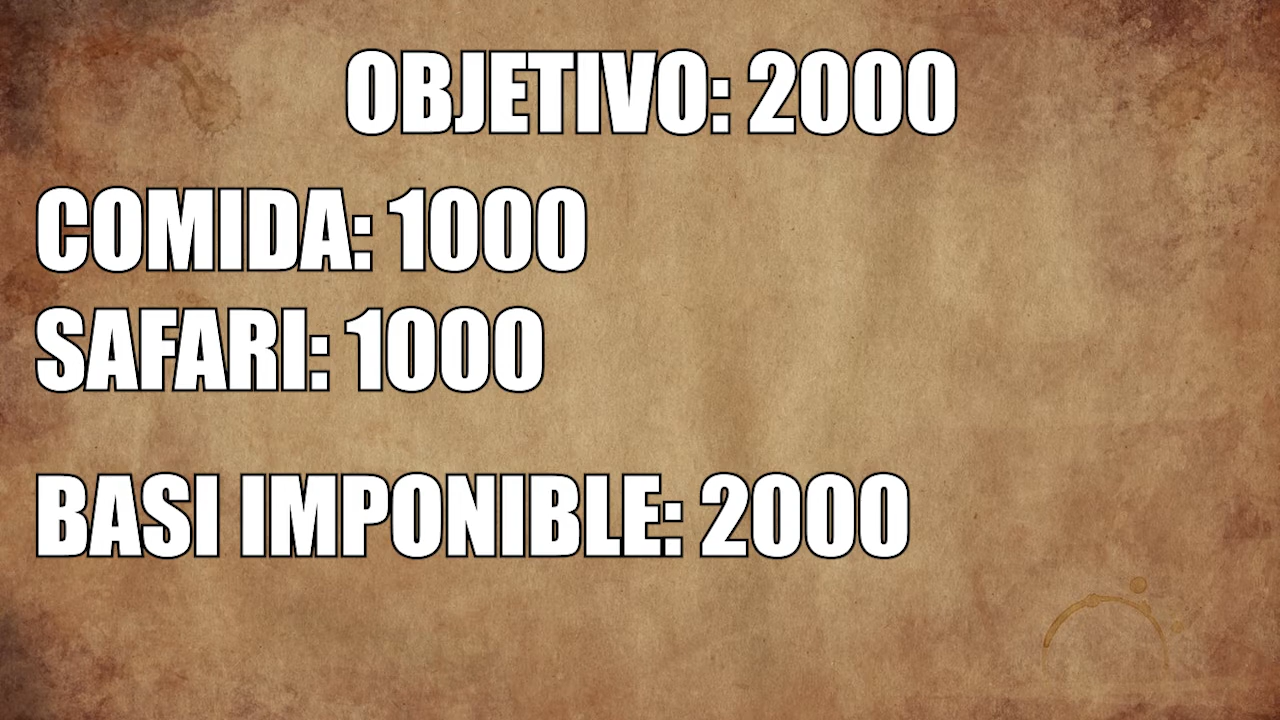 OBJETIVO: 2000
COMIDA: 1000
SAFARI: 1000
BASI IMPONIBLE: 2000